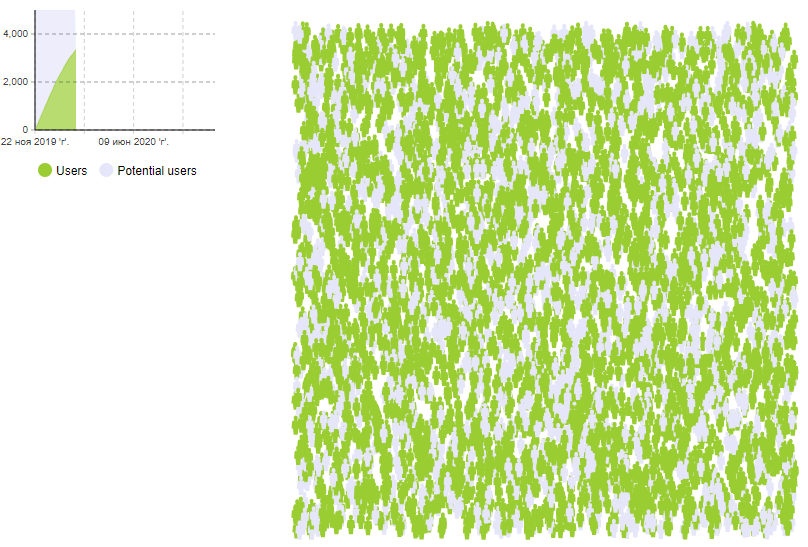 4,000
2,000
0
22 ноя 2019 'г'.
09 июн 2020 'г'.
Users
Potential users